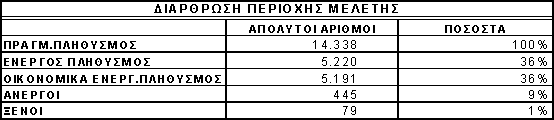 ΔΙΑΡΘΡΩΣΗ ΠΕΡΙΟΧΗΣ ΜΕΛΕΤΗΣ
ΑΠΟΛΥΤΟΙ ΑΡΙΘΜΟΙ ΠΟΣΟΣΤΑ
ΠΡΑΓΜ.ΠΛΗΘΥΣΜΟΣ 14.338 100%
ΕΝΕΡΓΟΣ ΠΛΗΘΥΣΜΟΣ 5.220 36%
ΟΙΚΟΝΟΜΙΚΑ ΕΝΕΡΓ.ΠΛΗΘΥΣΜΟΣ 5.191 36%
ΑΝΕΡΓΟΙ 445 9%
ΞΕΝΟΙ 79 1%